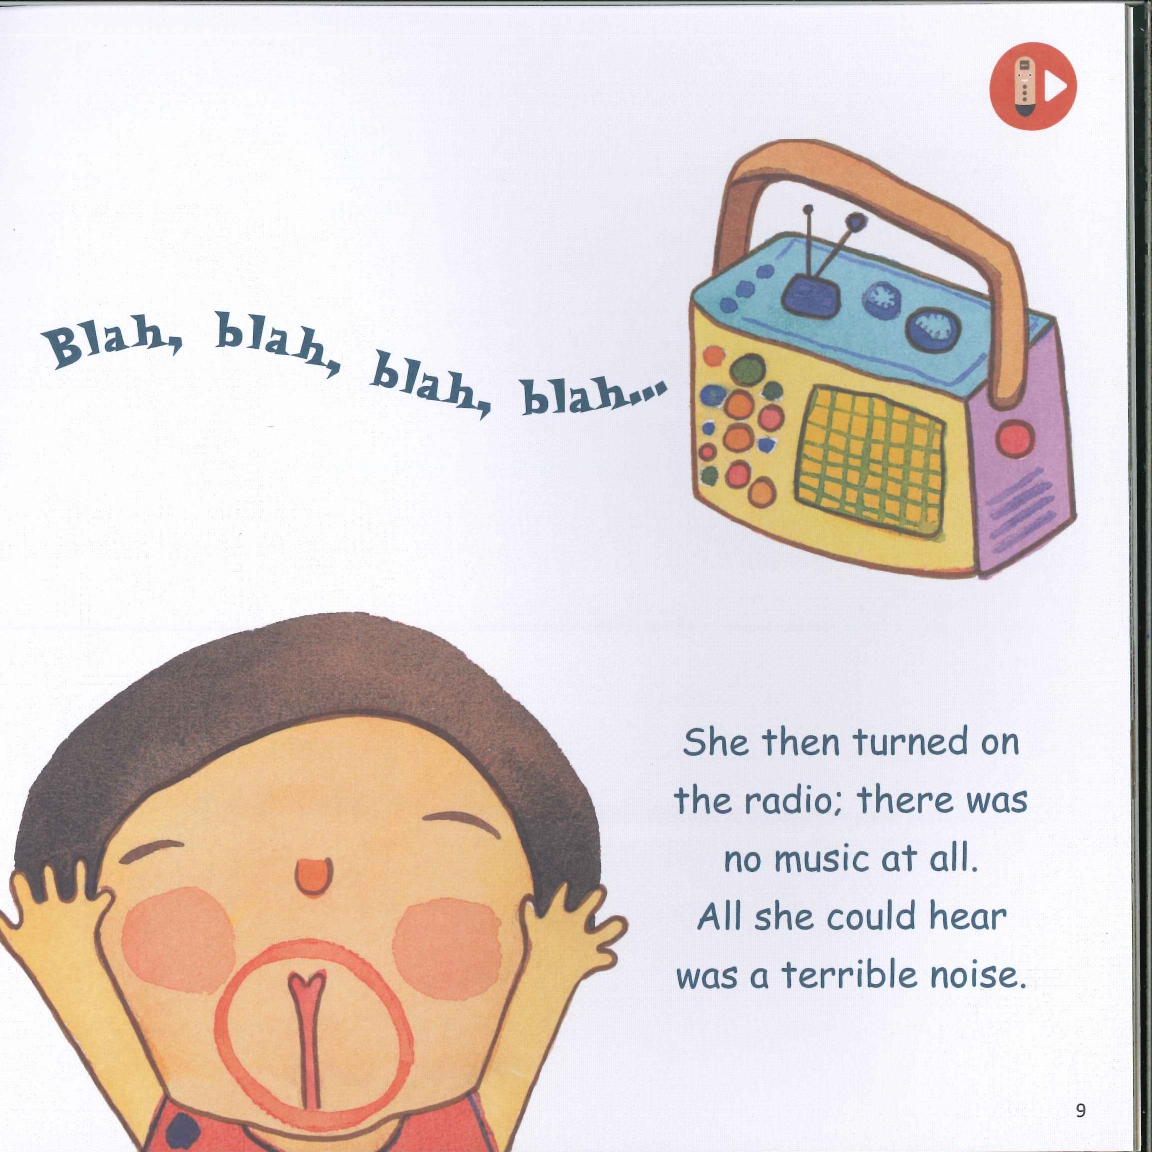 Blah, blah, blah, blah...
She then turned on
the radio; there was
no music at all.
All she could hear
was a terrible noise.
9